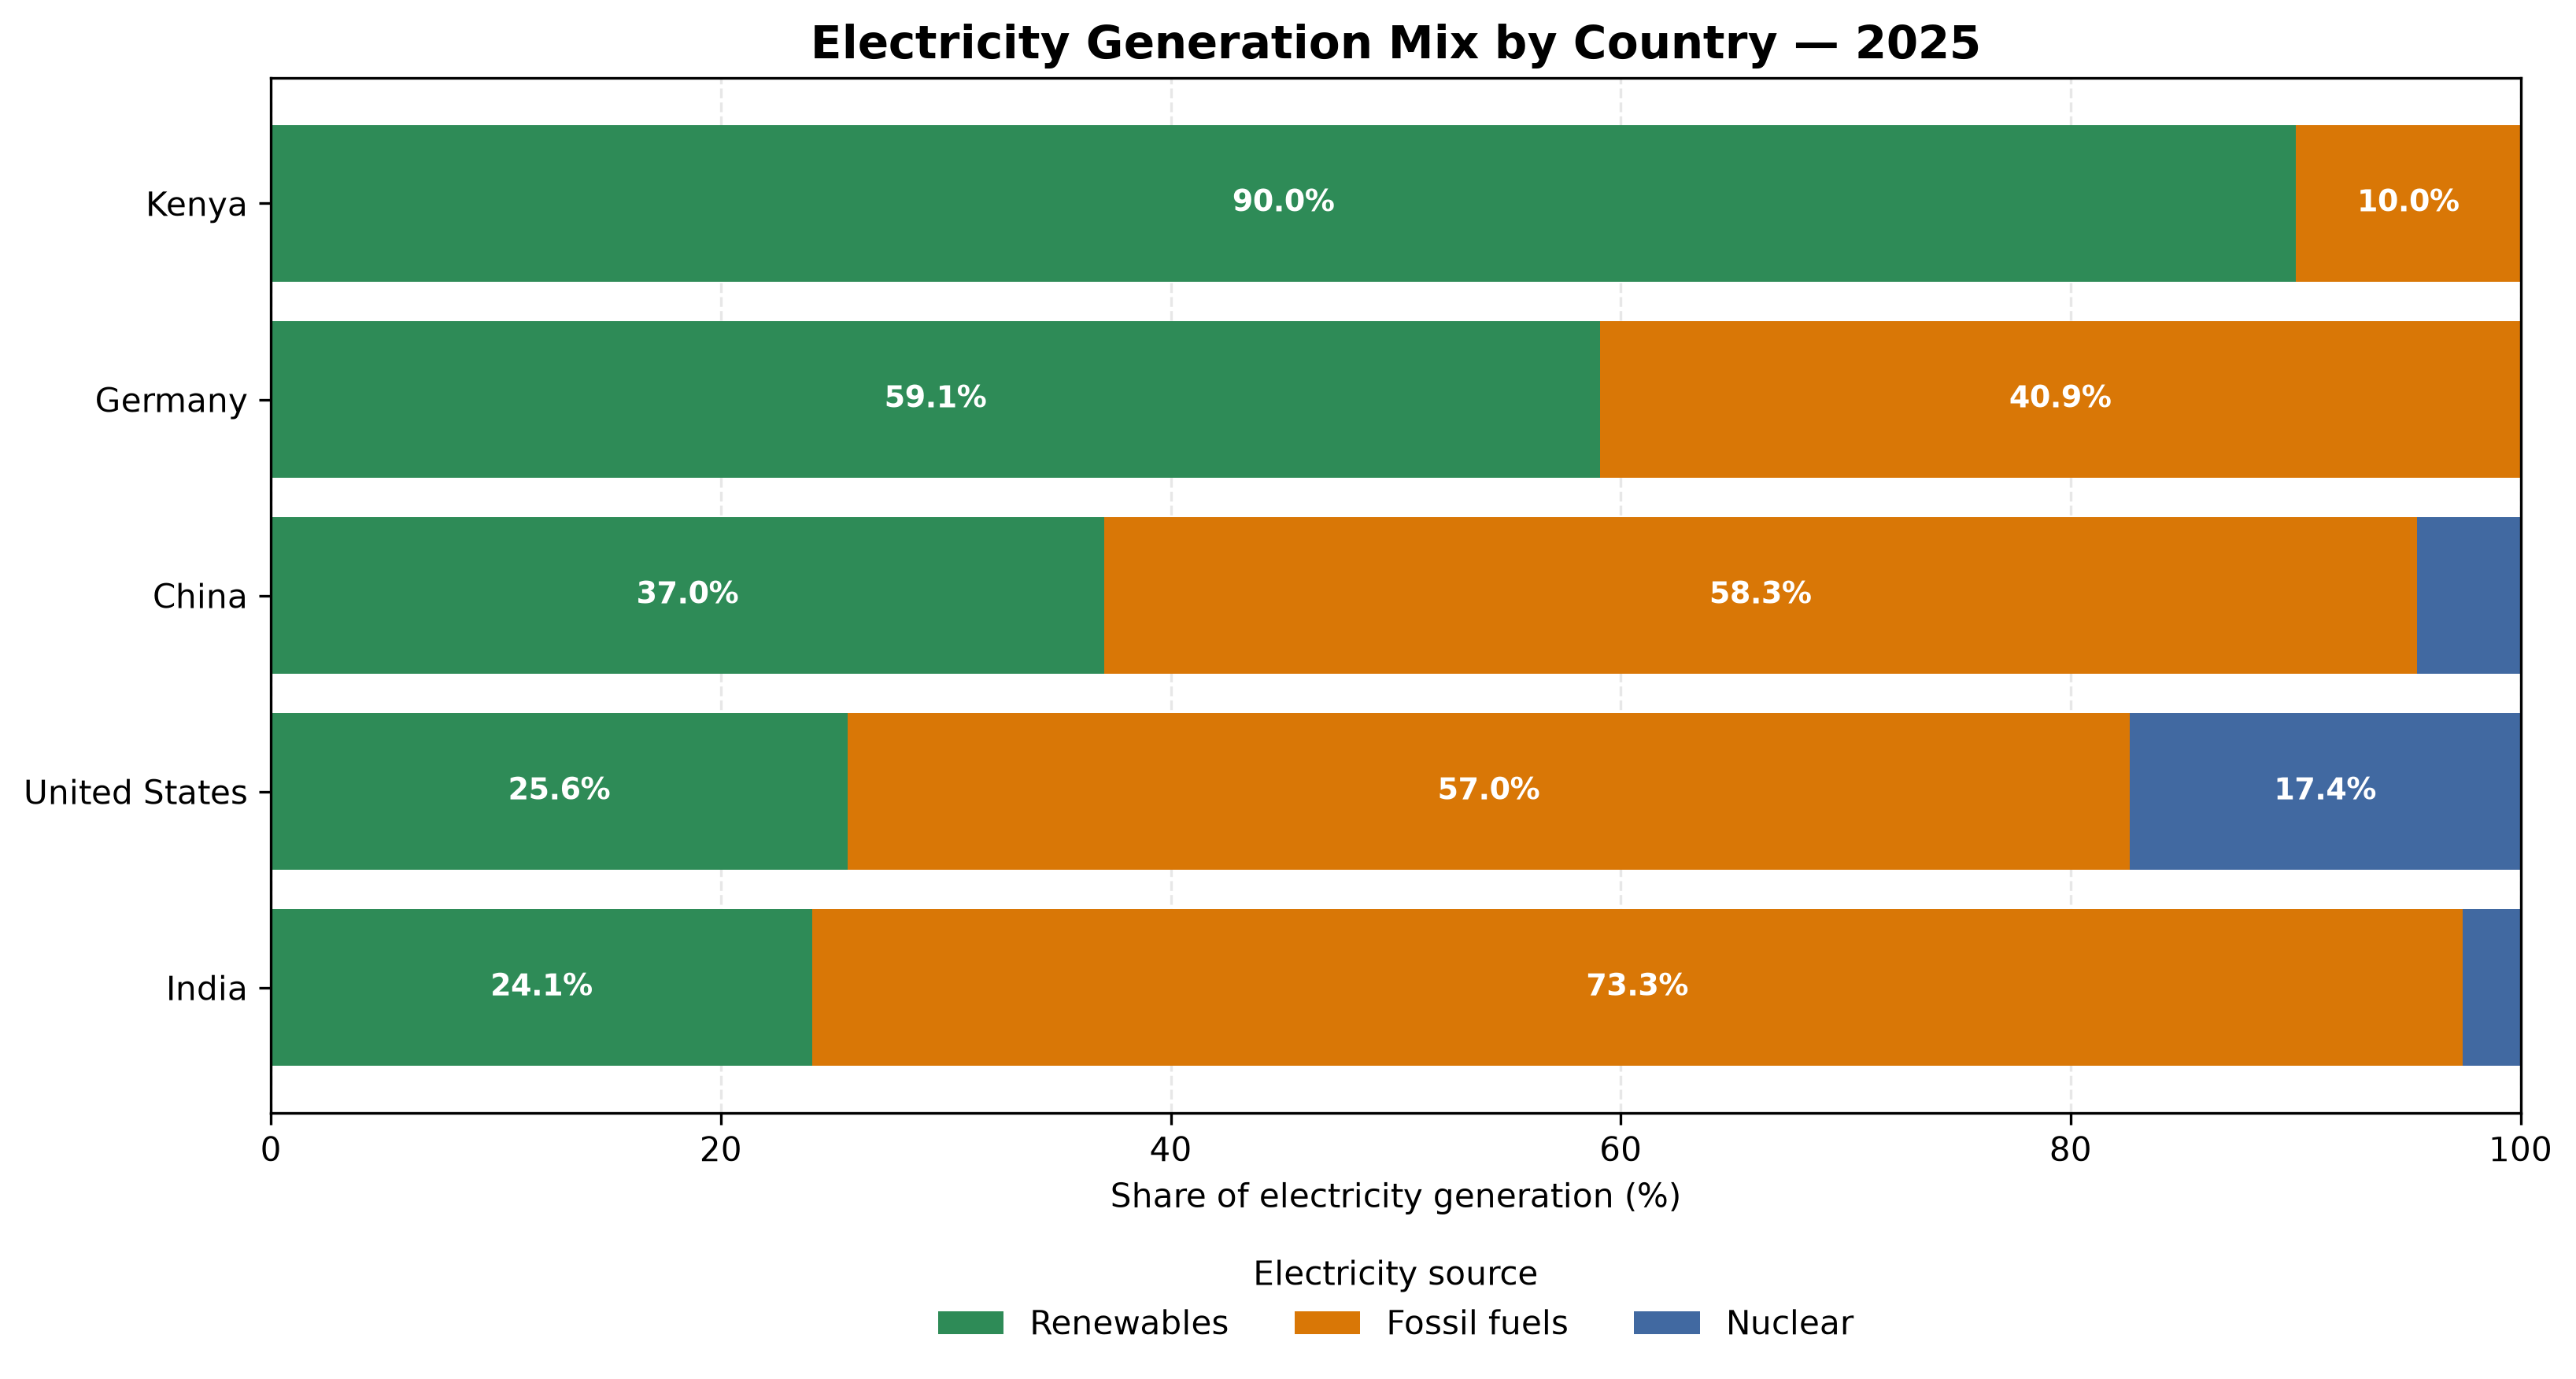 Electricity Generation Mix by Country — 2025
Kenya 90.0% 10.0%
Germany 59.1% 40.9%
China 37.0% 58.3%
United States 25.6% 57.0% 17.4%
India 24.1% 73.3%
0 20 40 60 80 100
Share of electricity generation (%)
Electricity source
Renewables Fossil fuels Nuclear